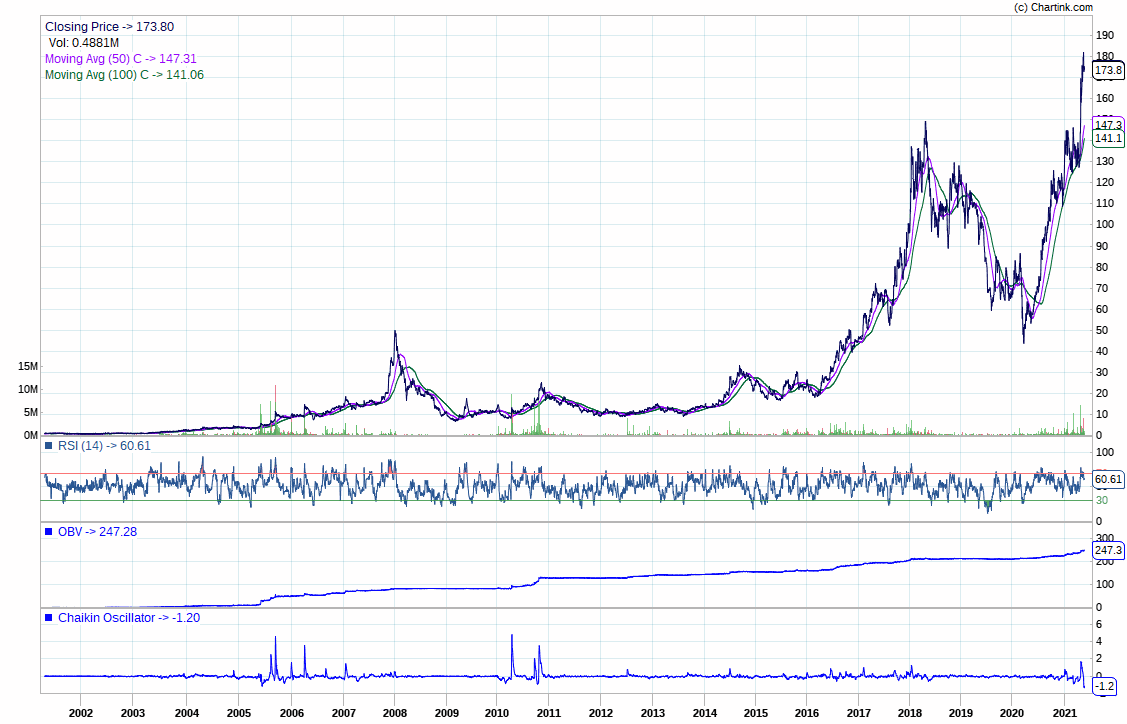 (c) Chartink.com
Closing Price -> 173.80
Vol: 0.4881M
Moving Avg (50) C -> 147.31
Moving Avg (100) C -> 141.06
190
180
173.8
160
147.3
141.1
130
120
110
100
90
80
70
60
50
40
30
20
10
0
15M
10M
5M
0M
RSI (14) -> 60.61
100
60.61
30
0
OBV -> 247.28
300
247.3
200
100
0
Chaikin Oscillator -> -1.20
6
4
2
0
-1.2
2002 2003 2004 2005 2006 2007 2008 2009 2010 2011 2012 2013 2014 2015 2016 2017 2018 2019 2020 2021